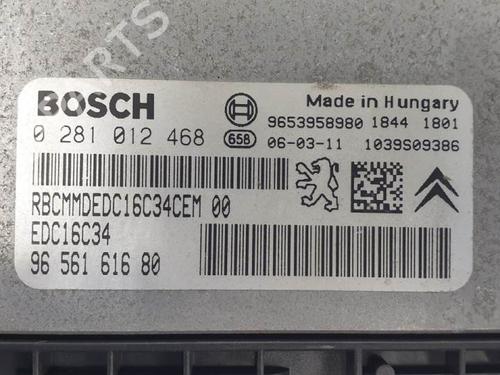 PARTS
BOSCH
Made in Hungary
9653958980 1844 1801
0 281 012 468
658
06-03-11 1039S09386
RBCMMDEDC16C34CEM 00
EDC16C34
96 561 616 80